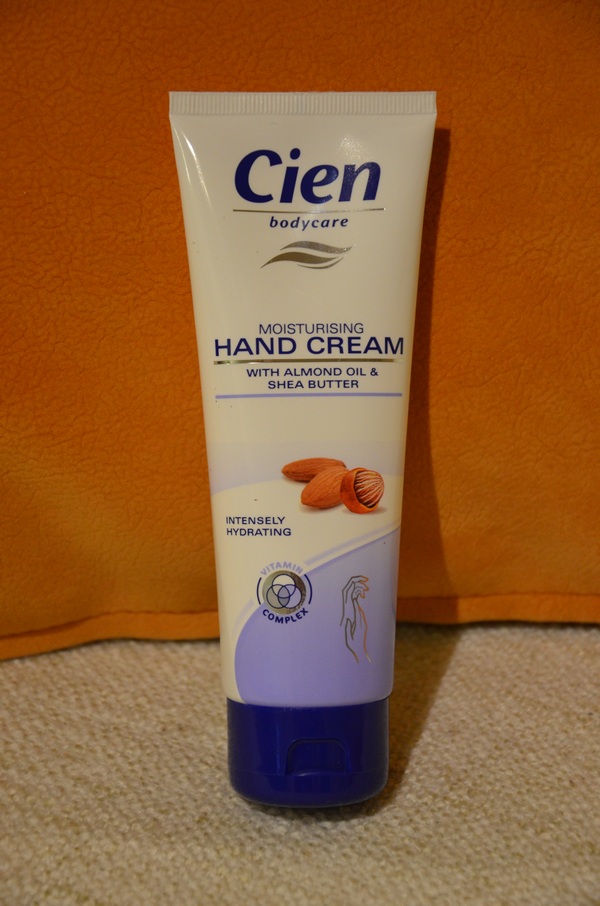 Cien
bodycare
MOISTURISING
HAND CREAM
WITH ALMOND OIL &
SHEA BUTTER
INTENSELY
HYDRATING
VITAMIN
COMPLEX